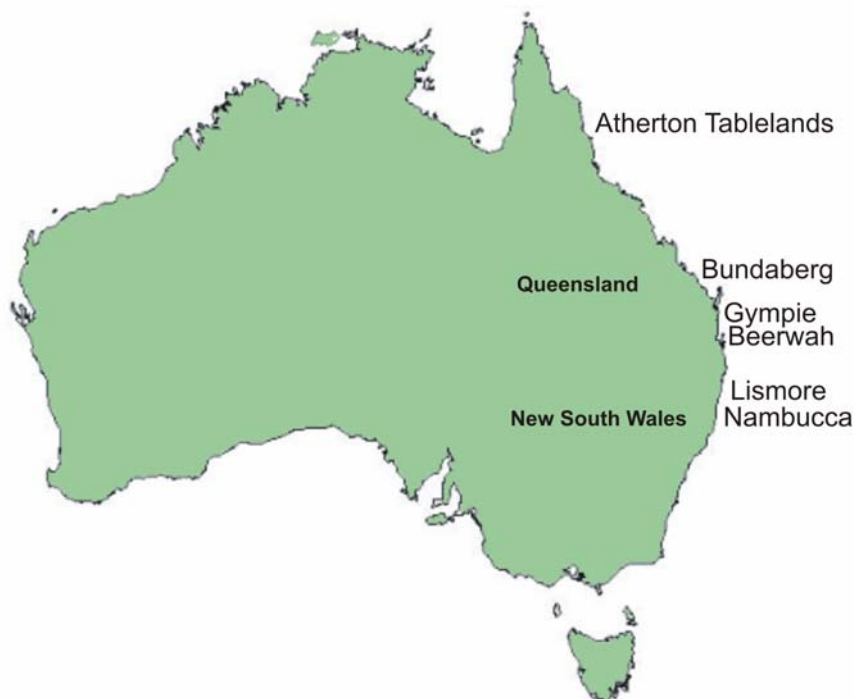 Atherton Tablelands
Bundaberg
Queensland
Gympie
Beerwah
Lismore
New South Wales
Nambucca